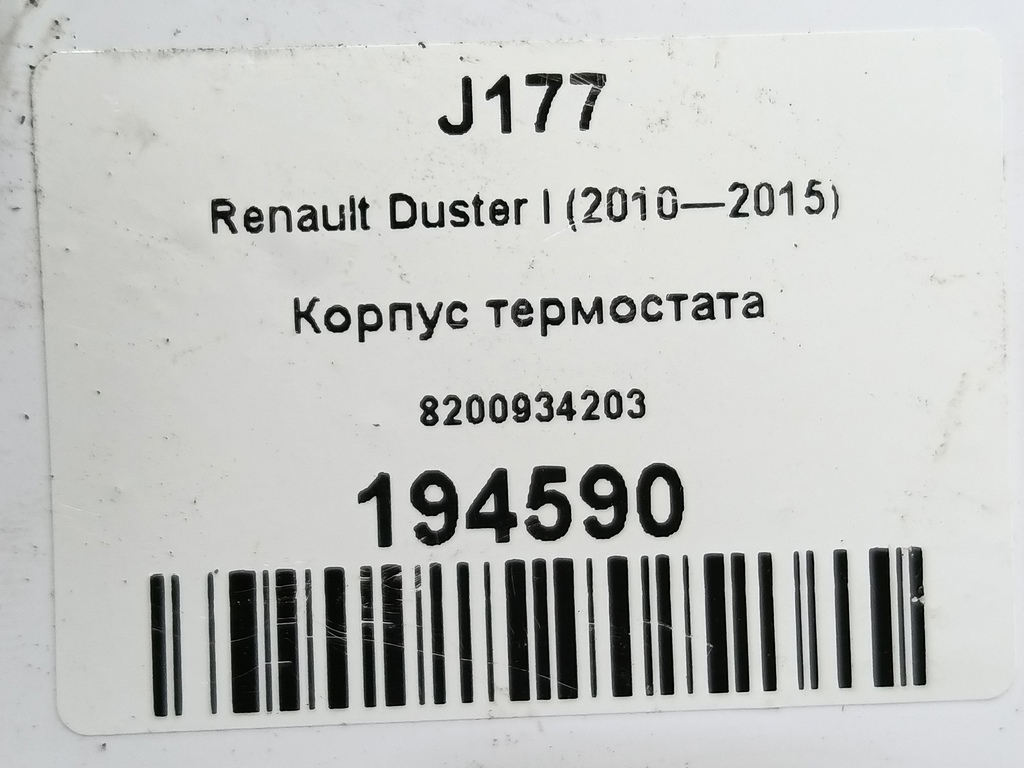 J177
Renault Duster I (2010—2015)
Корпус термостата
8200934203
194590